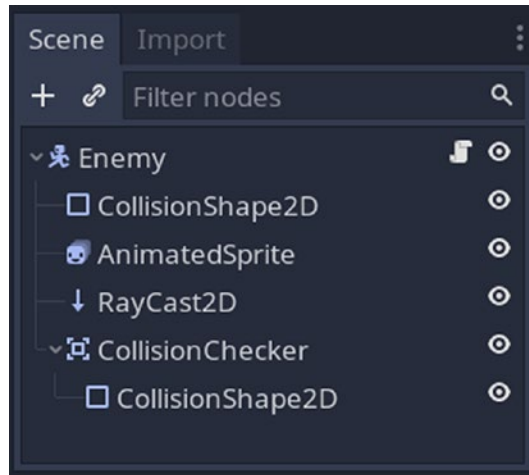 Scene Import
Filter nodes
Enemy
CollisionShape2D
AnimatedSprite
RayCast2D
CollisionChecker
CollisionShape2D